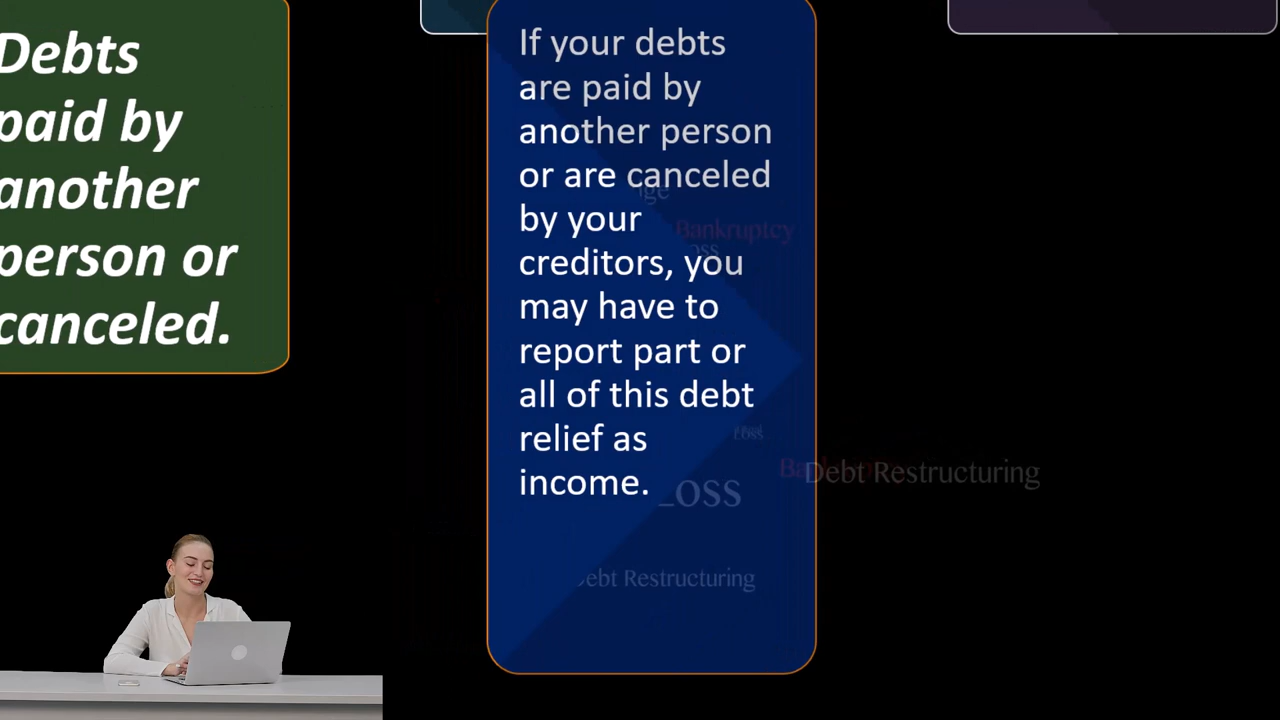 Debts
paid by
another
person or
canceled.
If your debts
are paid by
another person
or are canceled
by your
creditors, you
may have to
report part or
all of this debt
relief as
income.
Bankruptcy
Debt Restructuring
Debt Restructuring